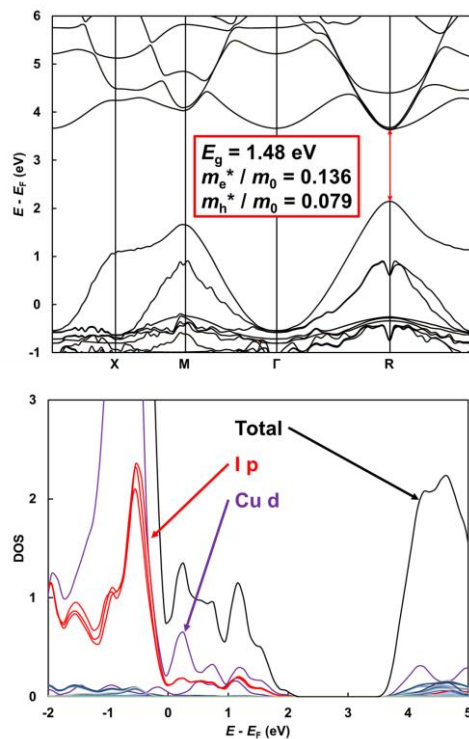 6
5
4
3
2
1
0
-1
E - E_F (eV)
E_g = 1.48 eV
m_e* / m_0 = 0.136
m_h* / m_0 = 0.079
X M Γ R
3
2
1
0
DOS
Total
I p
Cu d
-2 -1 0 1 2 3 4 5
E - E_F (eV)